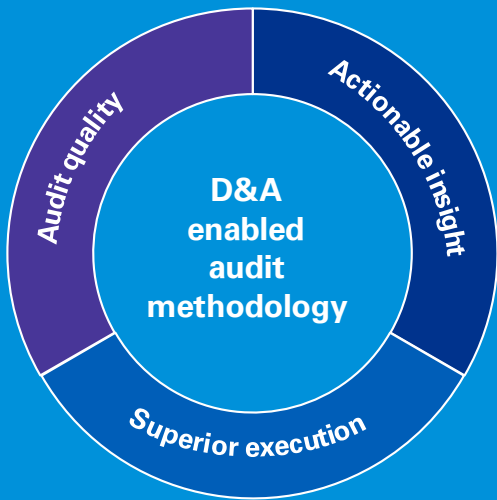 Audit quality
Actionable insight
D&A
enabled
audit
methodology
Superior execution